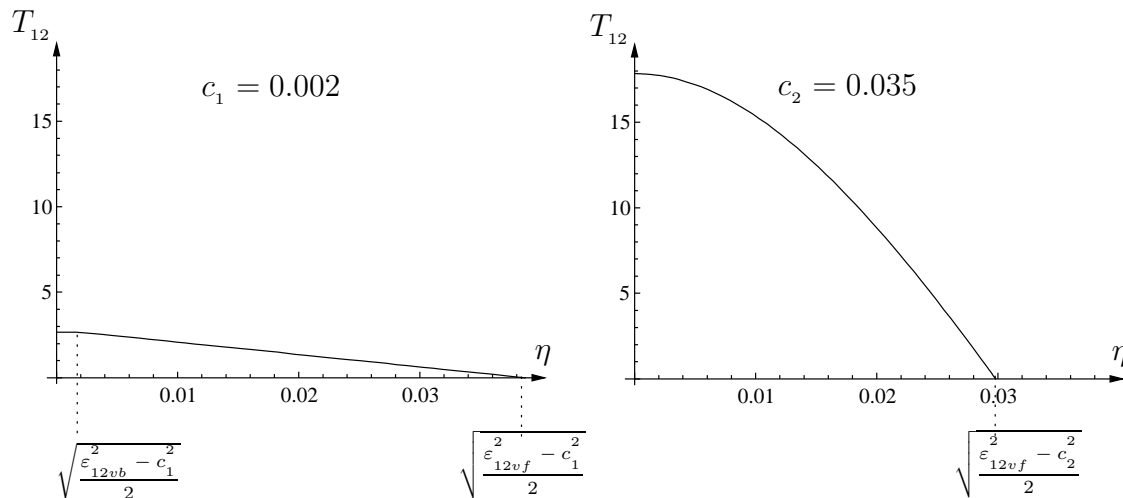 T₁₂
c₁ = 0.002
15
10
5
0.01 0.02 0.03
η
√((ε²₁₂vb − c₁²)/2)
√((ε²₁₂vf − c₁²)/2)
T₁₂
c₂ = 0.035
15
10
5
0.01 0.02 0.03
η
√((ε²₁₂vf − c₂²)/2)